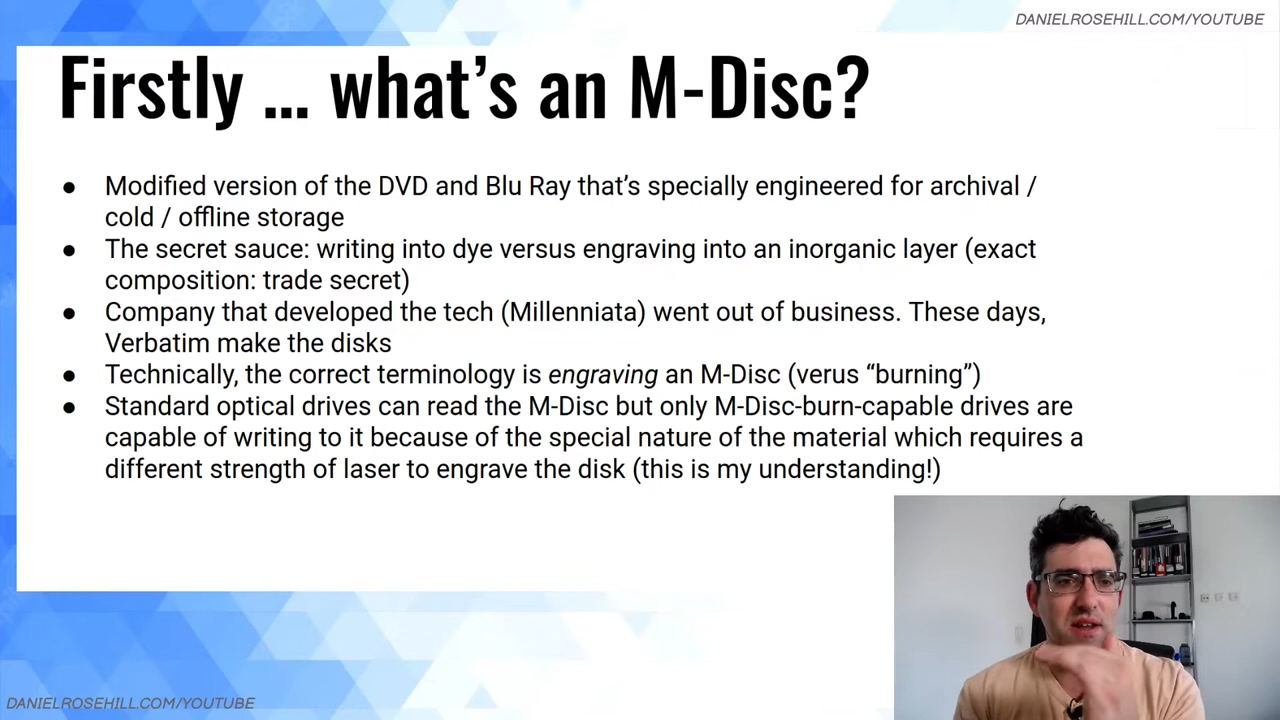 DANIELROSEHILL.COM/YOUTUBE
Firstly ... what's an M-Disc?
● Modified version of the DVD and Blu Ray that's specially engineered for archival /
cold / offline storage
● The secret sauce: writing into dye versus engraving into an inorganic layer (exact
composition: trade secret)
● Company that developed the tech (Millenniata) went out of business. These days,
Verbatim make the disks
● Technically, the correct terminology is engraving an M-Disc (verus “burning”)
● Standard optical drives can read the M-Disc but only M-Disc-burn-capable drives are
capable of writing to it because of the special nature of the material which requires a
different strength of laser to engrave the disk (this is my understanding!)
DANIELROSEHILL.COM/YOUTUBE